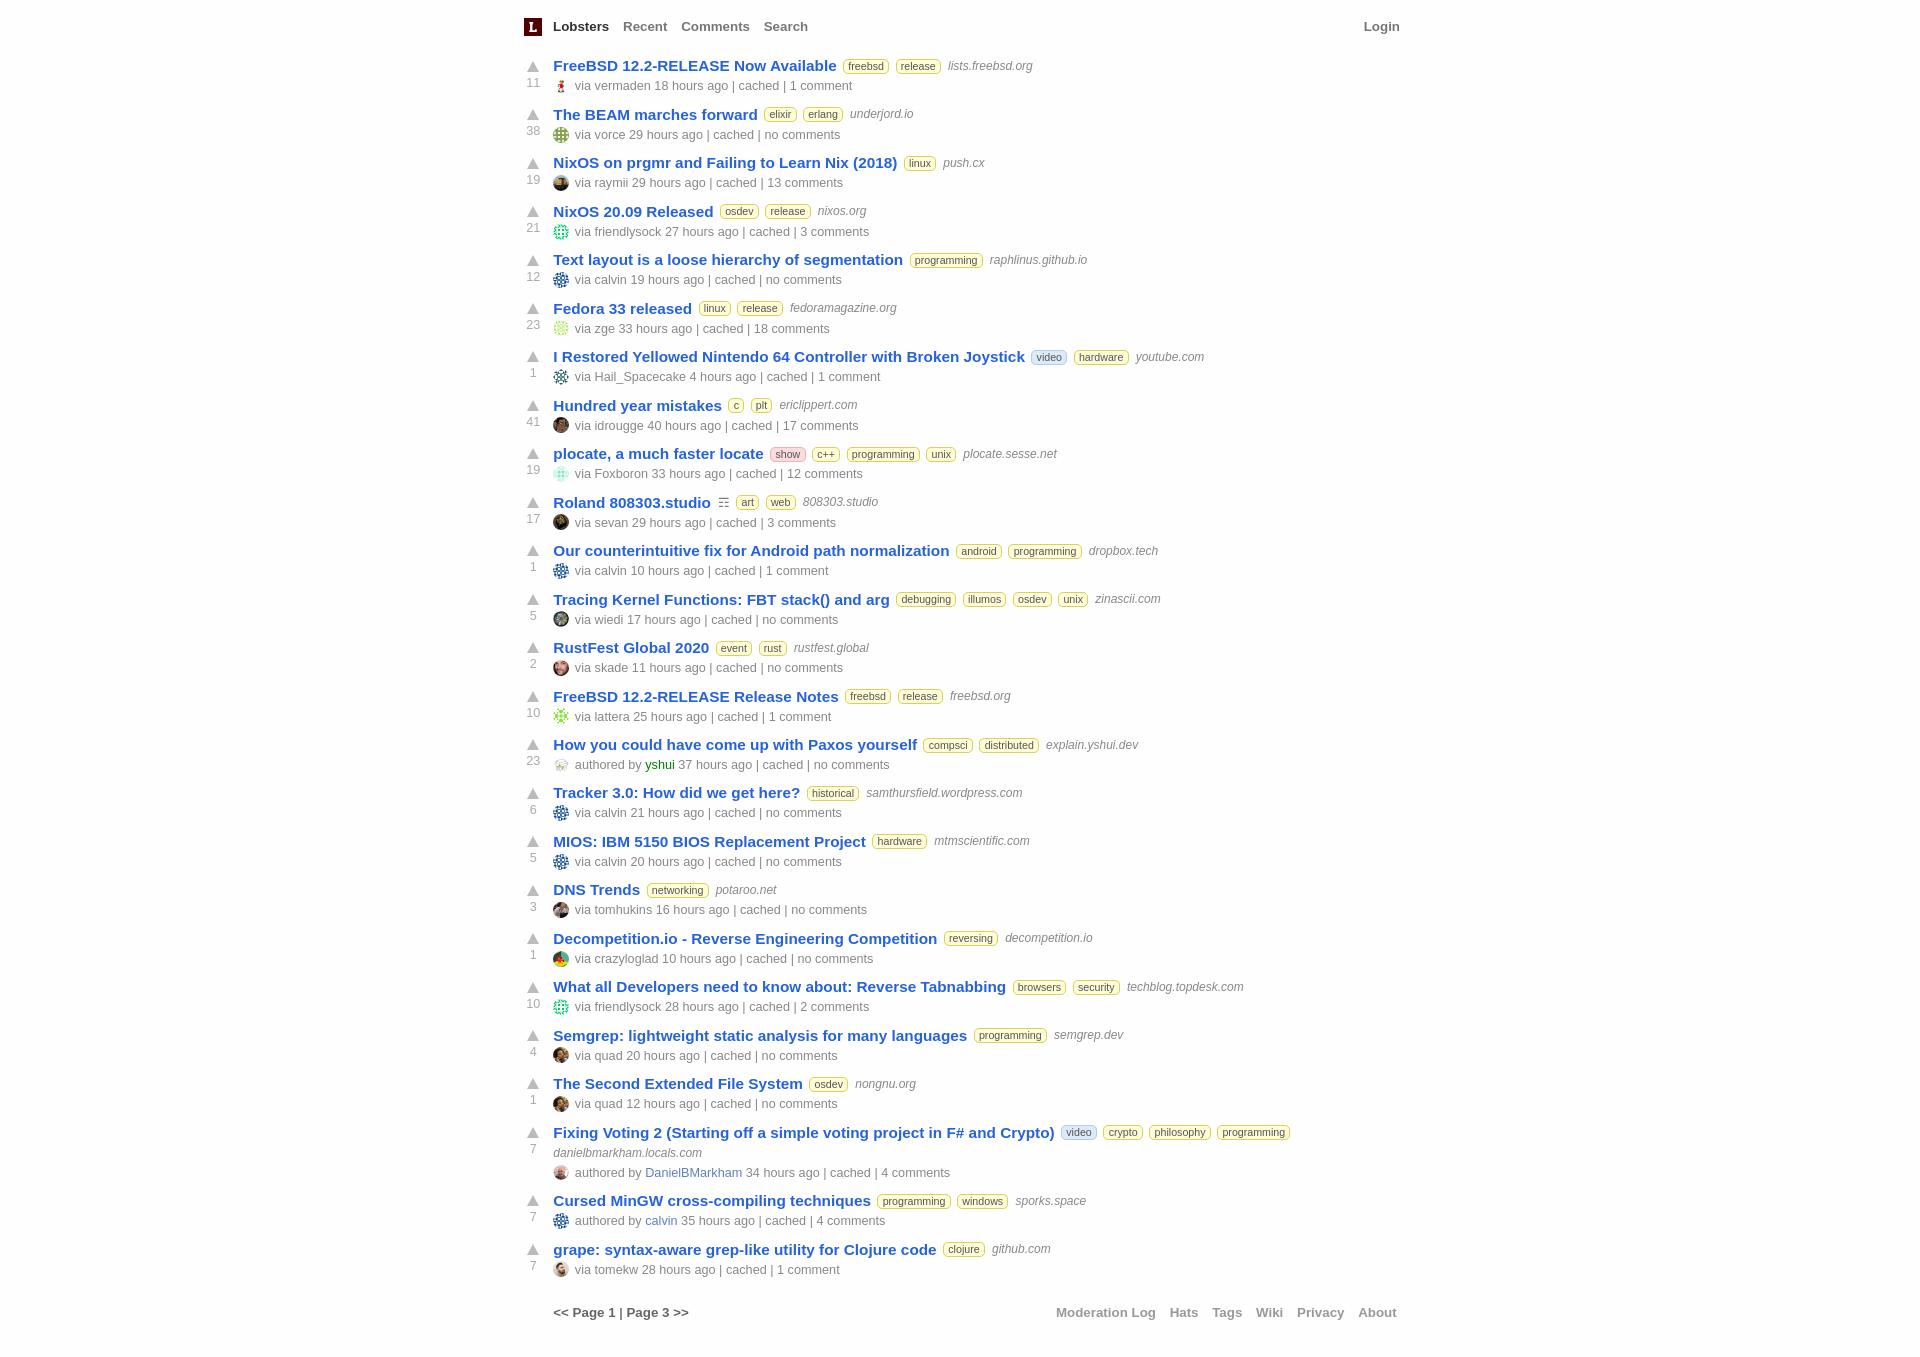 L Lobsters Recent Comments Search Login
FreeBSD 12.2-RELEASE Now Available freebsd release lists.freebsd.org
11 via vermaden 18 hours ago | cached | 1 comment
The BEAM marches forward elixir erlang underjord.io
38 via vorce 29 hours ago | cached | no comments
NixOS on prgmr and Failing to Learn Nix (2018) linux push.cx
19 via raymii 29 hours ago | cached | 13 comments
NixOS 20.09 Released osdev release nixos.org
21 via friendlysock 27 hours ago | cached | 3 comments
Text layout is a loose hierarchy of segmentation programming raphlinus.github.io
12 via calvin 19 hours ago | cached | no comments
Fedora 33 released linux release fedoramagazine.org
23 via zge 33 hours ago | cached | 18 comments
I Restored Yellowed Nintendo 64 Controller with Broken Joystick video hardware youtube.com
1 via Hail_Spacecake 4 hours ago | cached | 1 comment
Hundred year mistakes c plt ericlippert.com
41 via idrougge 40 hours ago | cached | 17 comments
plocate, a much faster locate show c++ programming unix plocate.sesse.net
19 via Foxboron 33 hours ago | cached | 12 comments
Roland 808303.studio ☶ art web 808303.studio
17 via sevan 29 hours ago | cached | 3 comments
Our counterintuitive fix for Android path normalization android programming dropbox.tech
1 via calvin 10 hours ago | cached | 1 comment
Tracing Kernel Functions: FBT stack() and arg debugging illumos osdev unix zinascii.com
5 via wiedi 17 hours ago | cached | no comments
RustFest Global 2020 event rust rustfest.global
2 via skade 11 hours ago | cached | no comments
FreeBSD 12.2-RELEASE Release Notes freebsd release freebsd.org
10 via lattera 25 hours ago | cached | 1 comment
How you could have come up with Paxos yourself compsci distributed explain.yshui.dev
23 authored by yshui 37 hours ago | cached | no comments
Tracker 3.0: How did we get here? historical samthursfield.wordpress.com
6 via calvin 21 hours ago | cached | no comments
MIOS: IBM 5150 BIOS Replacement Project hardware mtmscientific.com
5 via calvin 20 hours ago | cached | no comments
DNS Trends networking potaroo.net
3 via tomhukins 16 hours ago | cached | no comments
Decompetition.io - Reverse Engineering Competition reversing decompetition.io
1 via crazyloglad 10 hours ago | cached | no comments
What all Developers need to know about: Reverse Tabnabbing browsers security techblog.topdesk.com
10 via friendlysock 28 hours ago | cached | 2 comments
Semgrep: lightweight static analysis for many languages programming semgrep.dev
4 via quad 20 hours ago | cached | no comments
The Second Extended File System osdev nongnu.org
1 via quad 12 hours ago | cached | no comments
Fixing Voting 2 (Starting off a simple voting project in F# and Crypto) video crypto philosophy programming
7 danielbmarkham.locals.com
authored by DanielBMarkham 34 hours ago | cached | 4 comments
Cursed MinGW cross-compiling techniques programming windows sporks.space
7 authored by calvin 35 hours ago | cached | 4 comments
grape: syntax-aware grep-like utility for Clojure code clojure github.com
7 via tomekw 28 hours ago | cached | 1 comment
<< Page 1 | Page 3 >> Moderation Log Hats Tags Wiki Privacy About